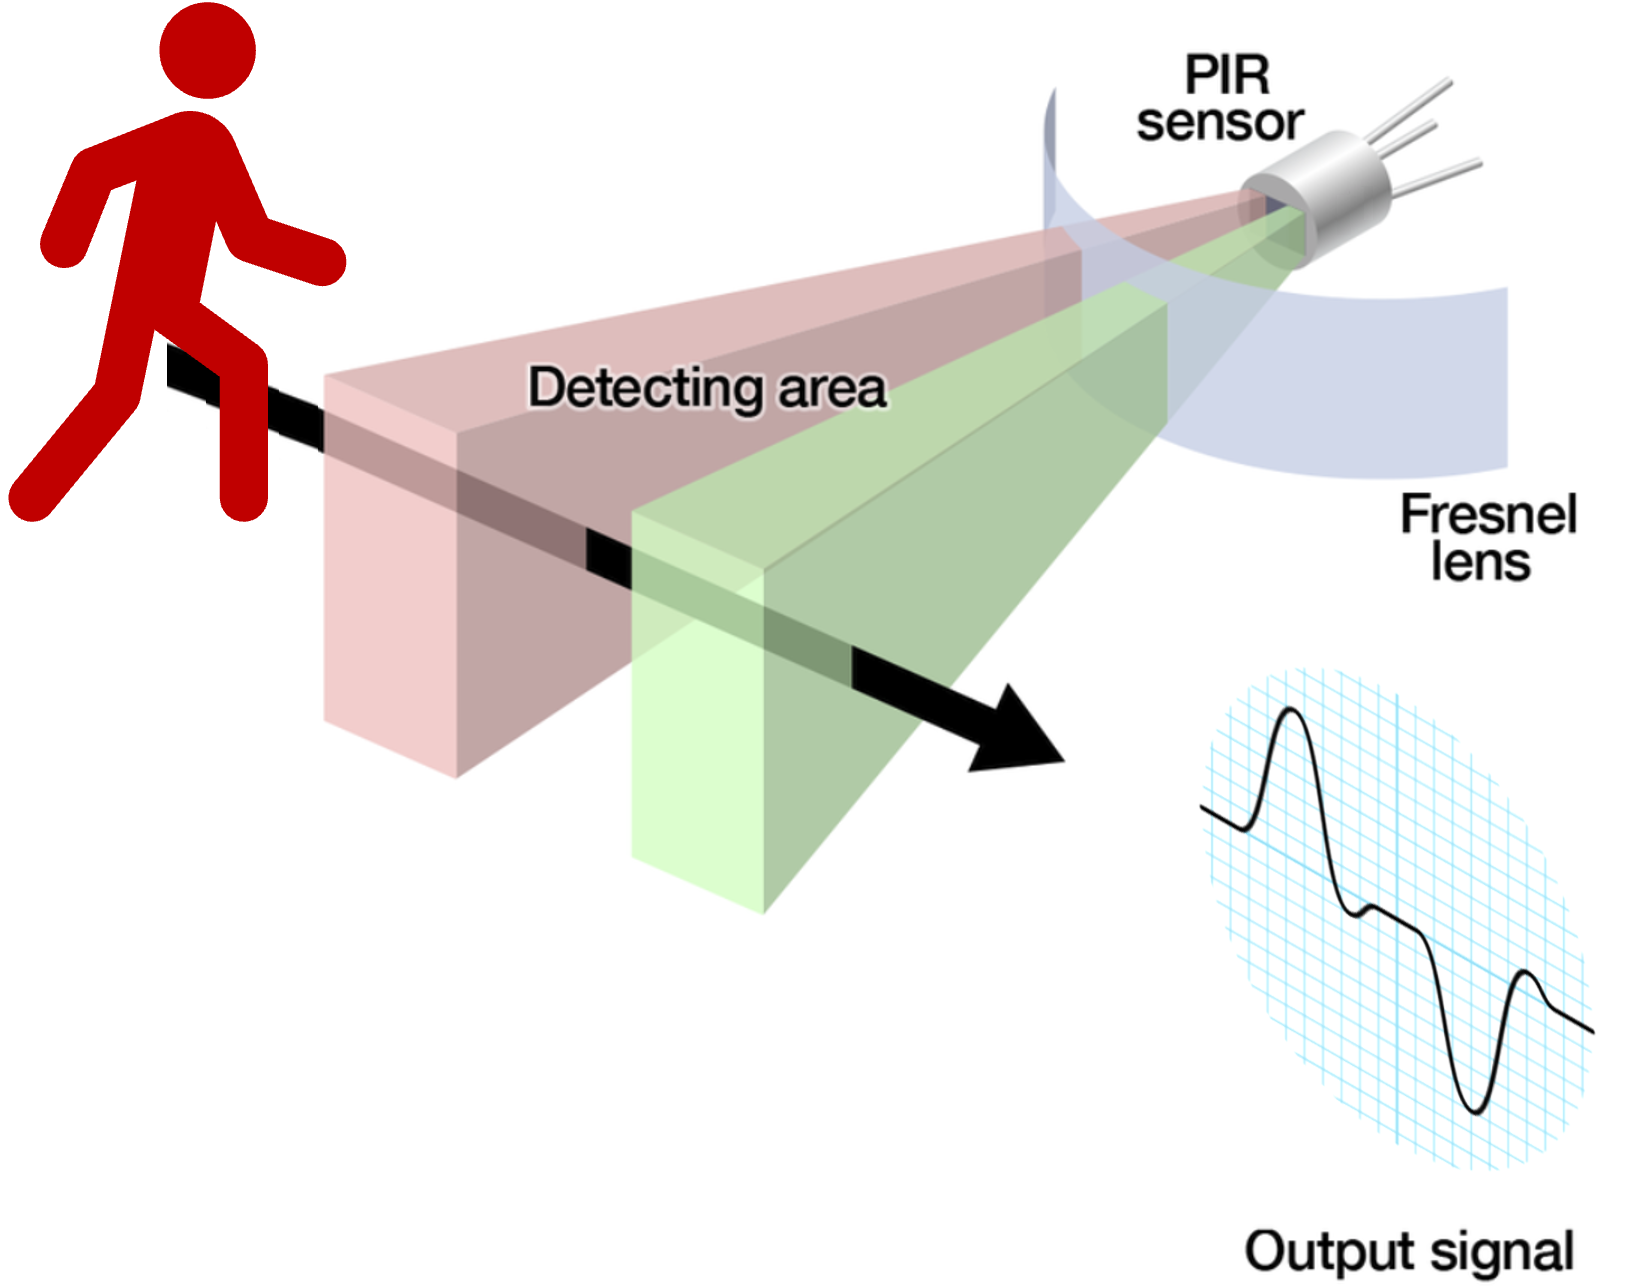 PIR
sensor
Detecting area
Fresnel
lens
Output signal